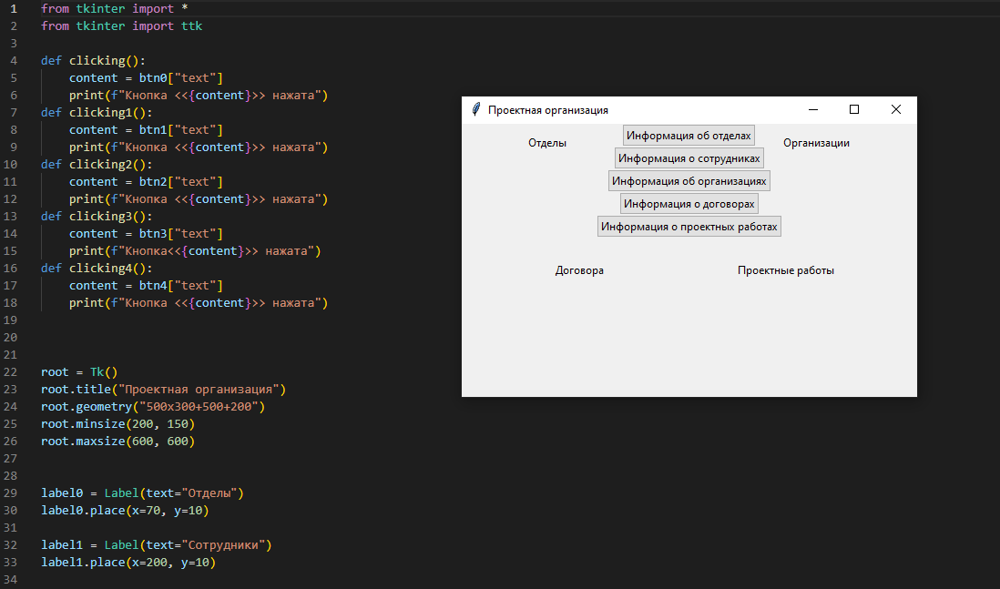 1 from tkinter import *
2 from tkinter import ttk
3
4 def clicking():
5 content = btn0["text"]
6 print(f"Кнопка <<{content}>> нажата")
7 def clicking1():
8 content = btn1["text"]
9 print(f"Кнопка <<{content}>> нажата")
10 def clicking2():
11 content = btn2["text"]
12 print(f"Кнопка <<{content}>> нажата")
13 def clicking3():
14 content = btn3["text"]
15 print(f"Кнопка<<{content}>> нажата")
16 def clicking4():
17 content = btn4["text"]
18 print(f"Кнопка <<{content}>> нажата")
19
20
21
22 root = Tk()
23 root.title("Проектная организация")
24 root.geometry("500x300+500+200")
25 root.minsize(200, 150)
26 root.maxsize(600, 600)
27
28
29 label0 = Label(text="Отделы")
30 label0.place(x=70, y=10)
31
32 label1 = Label(text="Сотрудники")
33 label1.place(x=200, y=10)
34
Проектная организация
Информация об отделах
Отделы
Организации
Информация о сотрудниках
Информация об организациях
Информация о договорах
Информация о проектных работах
Договора
Проектные работы